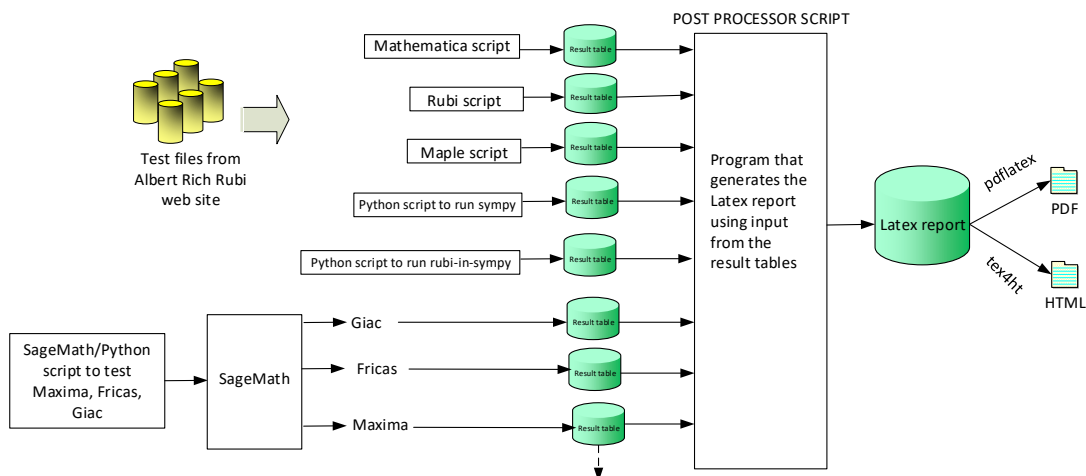 POST PROCESSOR SCRIPT
Mathematica script
Result table
Rubi script
Result table
Maple script
Result table
Python script to run sympy
Result table
Python script to run rubi-in-sympy
Result table
Test files from
Albert Rich Rubi
web site
Program that
generates the
Latex report
using input
from the
result tables
Latex report
pdflatex
PDF
tex4ht
HTML
SageMath/Python
script to test
Maxima, Fricas,
Giac
SageMath
Giac
Result table
Fricas
Result table
Maxima
Result table